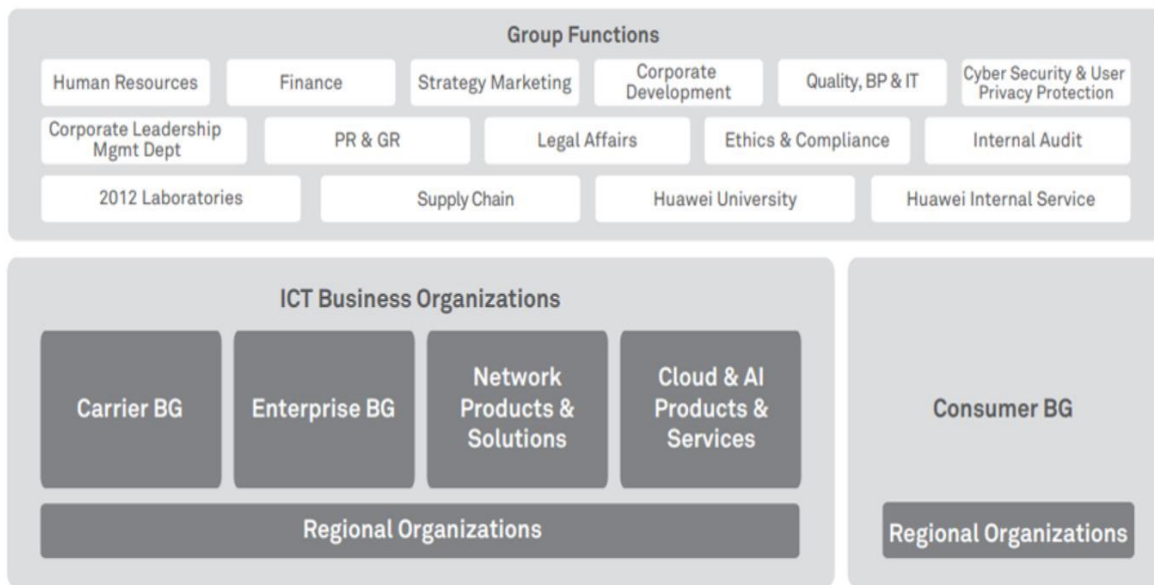 Group Functions
Human Resources
Finance
Strategy Marketing
Corporate
Development
Quality, BP & IT
Cyber Security & User
Privacy Protection
Corporate Leadership
Mgmt Dept
PR & GR
Legal Affairs
Ethics & Compliance
Internal Audit
2012 Laboratories
Supply Chain
Huawei University
Huawei Internal Service
ICT Business Organizations
Carrier BG
Enterprise BG
Network
Products &
Solutions
Cloud & AI
Products &
Services
Regional Organizations
Consumer BG
Regional Organizations